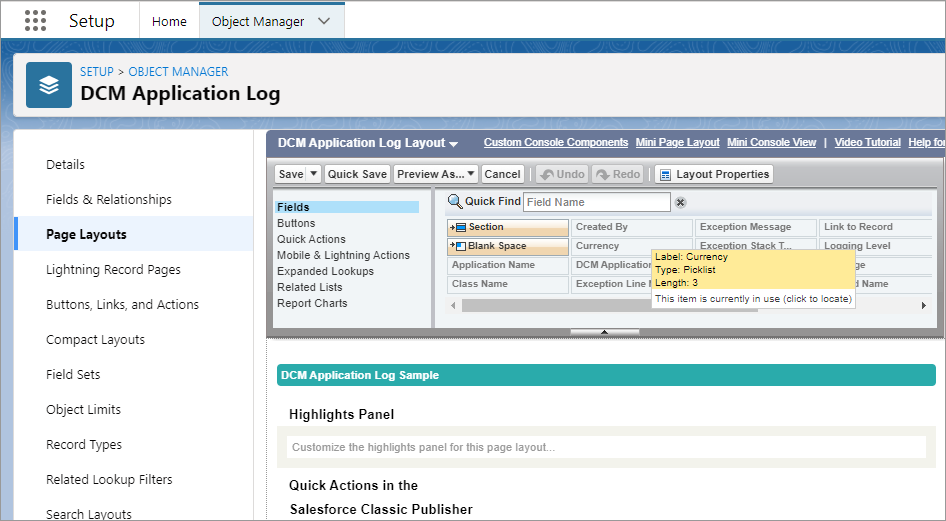 Setup Home Object Manager
SETUP > OBJECT MANAGER
DCM Application Log
Details
Fields & Relationships
Page Layouts
Lightning Record Pages
Buttons, Links, and Actions
Compact Layouts
Field Sets
Object Limits
Record Types
Related Lookup Filters
Search Layouts
DCM Application Log Layout Custom Console Components Mini Page Layout Mini Console View | Video Tutorial Help for
Save Quick Save Preview As... Cancel Undo Redo Layout Properties
Fields
Buttons
Quick Actions
Mobile & Lightning Actions
Expanded Lookups
Related Lists
Report Charts
Quick Find Field Name
Section Created By Exception Message Link to Record
Blank Space Currency Exception Stack T... Logging Level
Application Name DCM Application
Class Name Exception Line Name
Label: Currency
Type: Picklist
Length: 3
This item is currently in use (click to locate)
DCM Application Log Sample
Highlights Panel
Customize the highlights panel for this page layout...
Quick Actions in the
Salesforce Classic Publisher